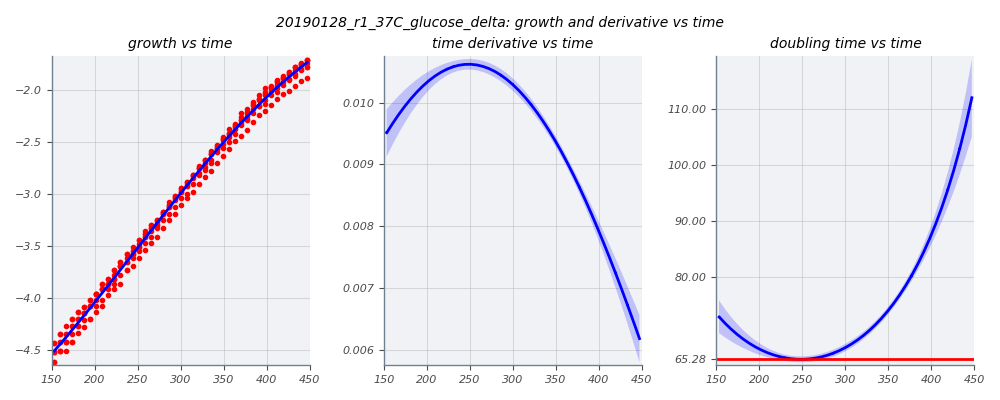 20190128_r1_37C_glucose_delta: growth and derivative vs time
growth vs time
time derivative vs time
doubling time vs time
−2.0
−2.5
−3.0
−3.5
−4.0
−4.5
150 200 250 300 350 400 450
0.010
0.009
0.008
0.007
0.006
150 200 250 300 350 400 450
110.00
100.00
90.00
80.00
65.28
150 200 250 300 350 400 450